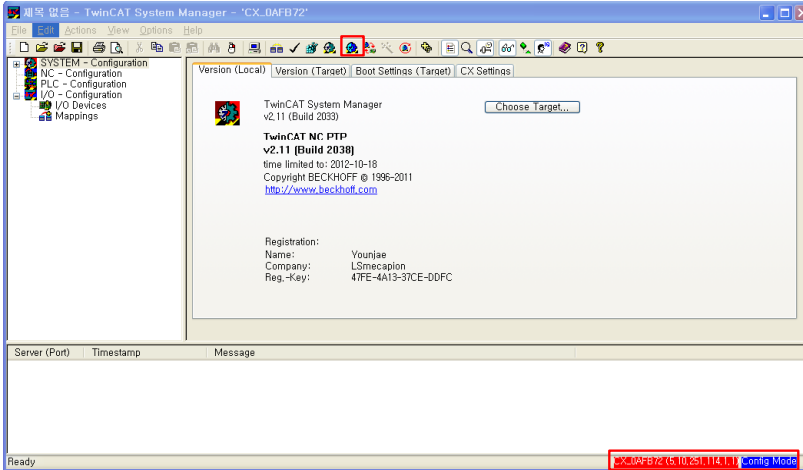 제목 없음 - TwinCAT System Manager - 'CX_0AFB72'
File Edit Actions View Options Help
SYSTEM - Configuration
NC - Configuration
PLC - Configuration
I/O - Configuration
I/O Devices
Mappings
Version (Local) Version (Target) Boot Settings (Target) CX Settings
TwinCAT System Manager
v2.11 (Build 2033)
Choose Target...
TwinCAT NC PTP
v2.11 (Build 2038)
time limited to: 2012-10-18
Copyright BECKHOFF © 1996-2011
http://www.beckhoff.com
Registration:
Name: Younjae
Company: LSmecapion
Reg.-Key: 47FE-4A13-37CE-DDFC
Server (Port) Timestamp Message
Ready CX_0AFB72 (5.10.251.114.1.1) Config Mode